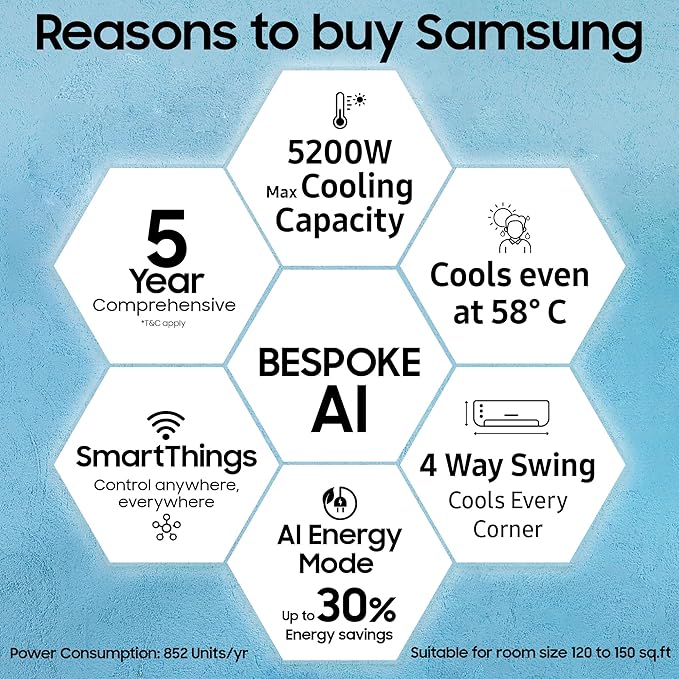 Reasons to buy Samsung
5200W
Max Cooling
Capacity
5
Year
Comprehensive
*T&C apply
Cools even
at 58° C
BESPOKE
AI
SmartThings
Control anywhere,
everywhere
4 Way Swing
Cools Every
Corner
AI Energy
Mode
Up to 30%
Energy savings
Power Consumption: 852 Units/yr
Suitable for room size 120 to 150 sq.ft